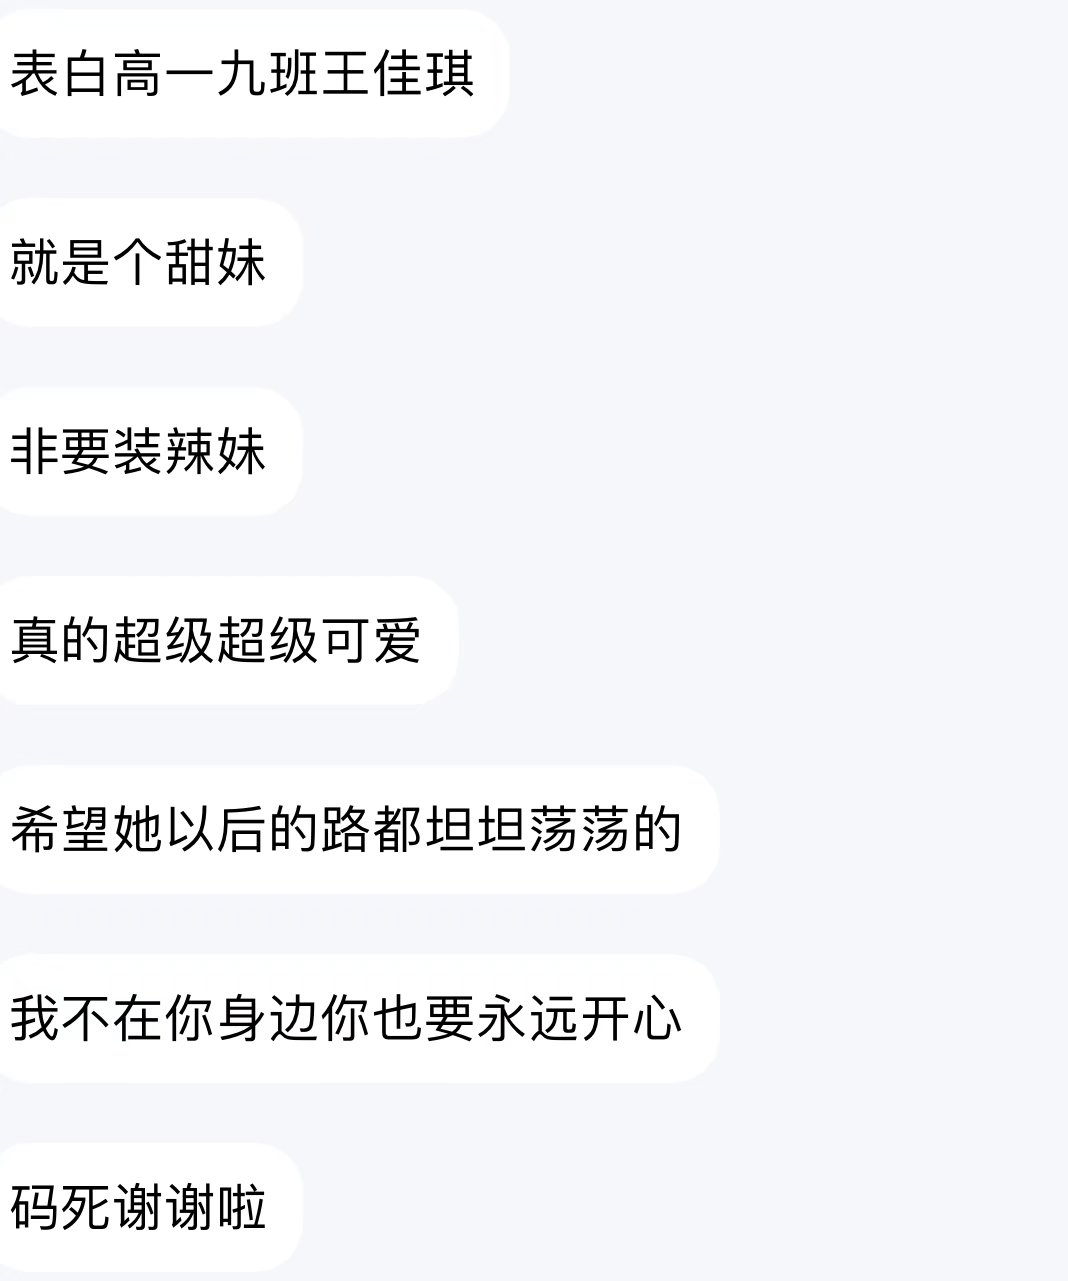 表白高一九班王佳琪
就是个甜妹
非要装辣妹
真的超级超级可爱
希望她以后的路都坦坦荡荡的
我不在你身边你也要永远开心
码死谢谢啦